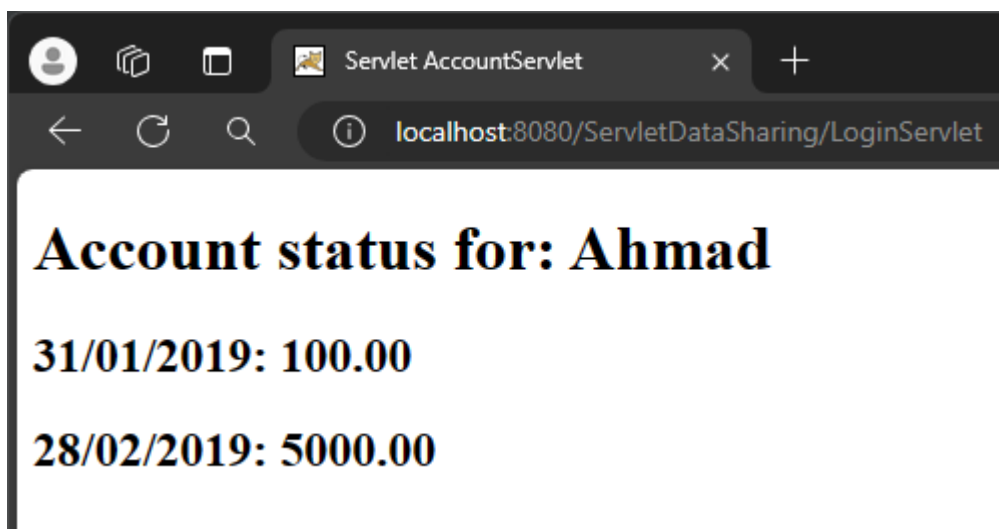 Servlet AccountServlet
localhost:8080/ServletDataSharing/LoginServlet
Account status for: Ahmad
31/01/2019: 100.00
28/02/2019: 5000.00